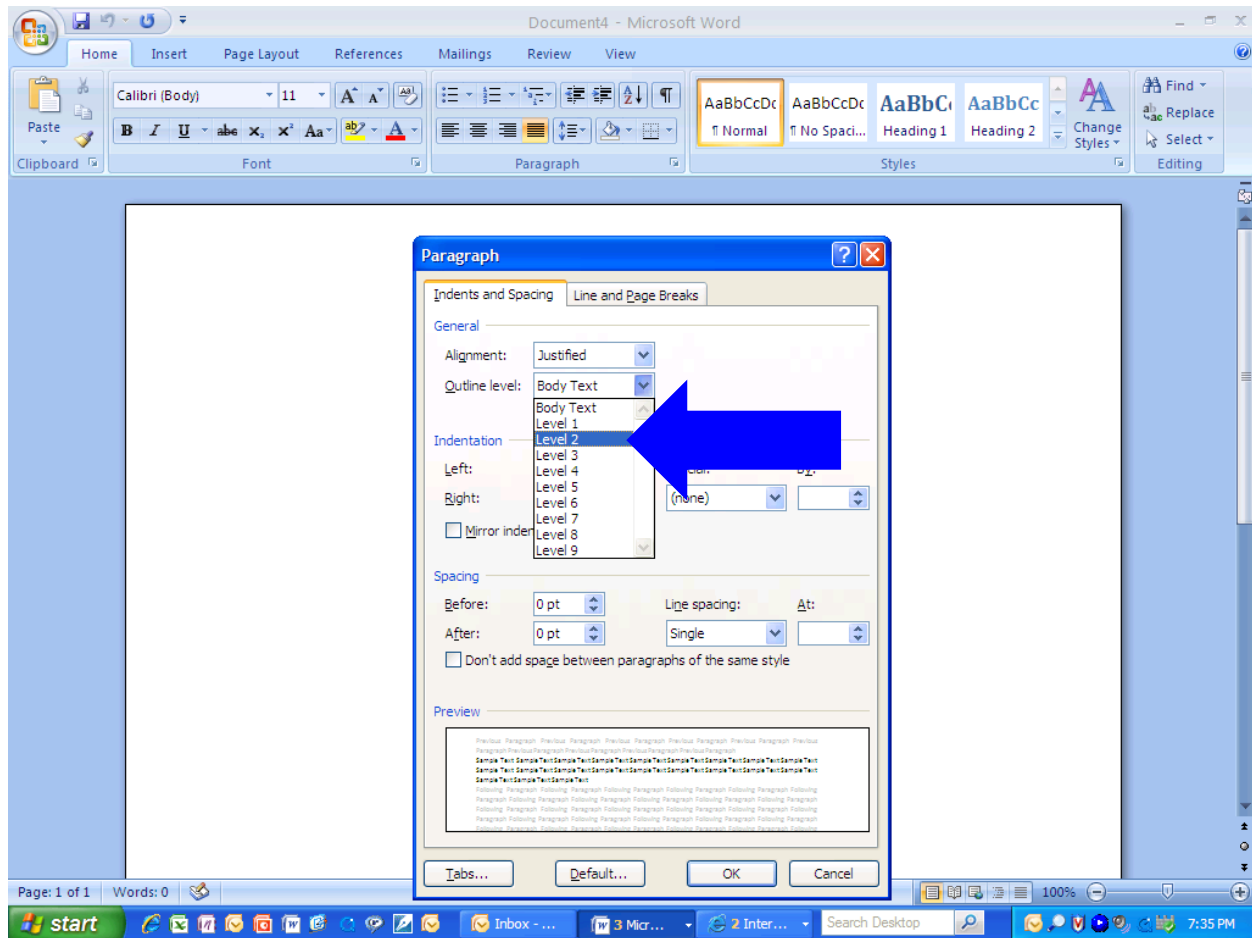 Document4 - Microsoft Word
Home Insert Page Layout References Mailings Review View
Paste
Clipboard
Calibri (Body) 11
B I U abe X₂ X² Aa
Font
Paragraph
AaBbCcDc AaBbCcDc AaBbC AaBbCc
¶ Normal ¶ No Spaci... Heading 1 Heading 2
Change Styles
Styles
Find
Replace
Select
Editing
Paragraph
Indents and Spacing Line and Page Breaks
General
Alignment: Justified
Outline level: Body Text
Body Text
Level 1
Level 2
Level 3
Level 4
Level 5
Level 6
Level 7
Level 8
Level 9
Indentation
Left: By:
Right: (none)
Mirror inden
Spacing
Before: 0 pt Line spacing: At:
After: 0 pt Single
Don't add space between paragraphs of the same style
Preview
Tabs... Default... OK Cancel
Page: 1 of 1 Words: 0 100%
start Inbox - ... 3 Micr... 2 Inter... Search Desktop 7:35 PM